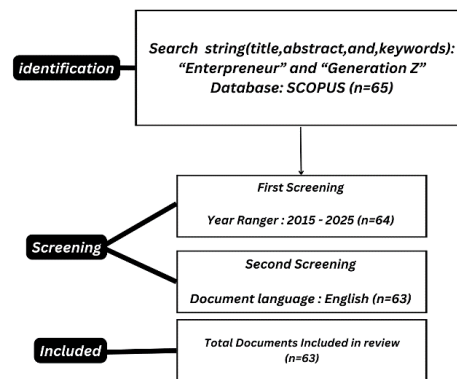 identification
Search string(title,abstract,and,keywords):
“Enterpreneur” and “Generation Z”
Database: SCOPUS (n=65)
First Screening
Year Ranger : 2015 - 2025 (n=64)
Screening
Second Screening
Document language : English (n=63)
Included
Total Documents Included in review
(n=63)